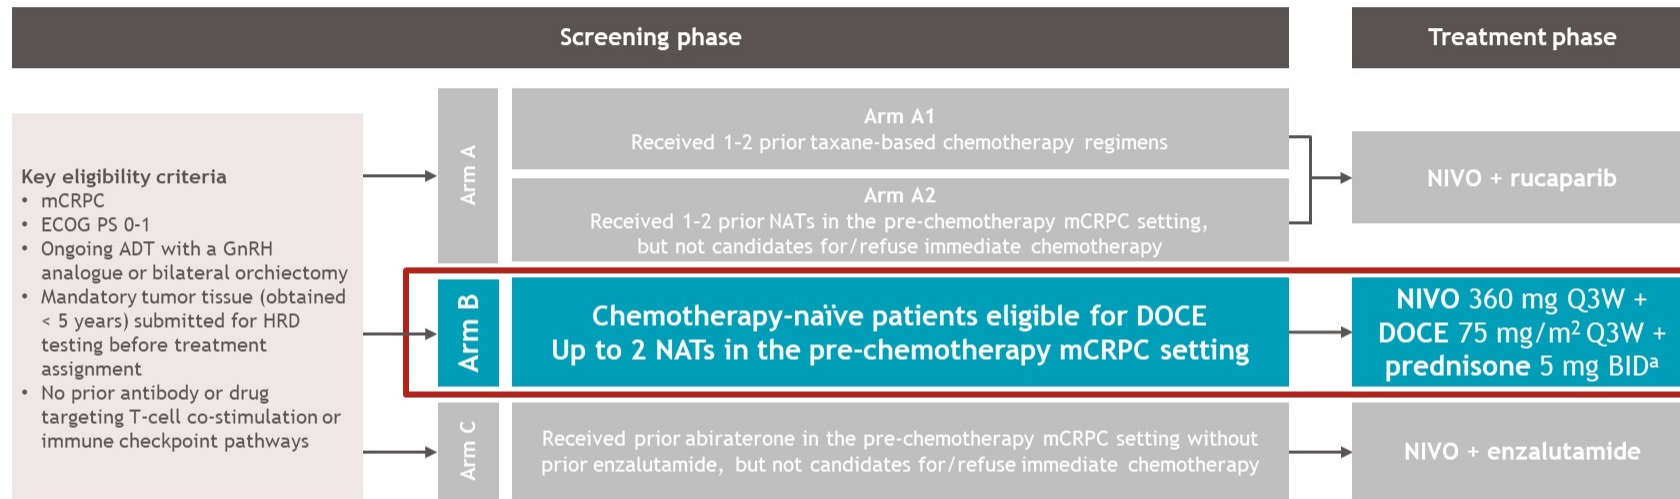 Screening phase
Treatment phase
Key eligibility criteria
• mCRPC
• ECOG PS 0-1
• Ongoing ADT with a GnRH
analogue or bilateral orchiectomy
• Mandatory tumor tissue (obtained
< 5 years) submitted for HRD
testing before treatment
assignment
• No prior antibody or drug
targeting T-cell co-stimulation or
immune checkpoint pathways
Arm A
Arm A1
Received 1–2 prior taxane-based chemotherapy regimens
Arm A2
Received 1–2 prior NATs in the pre-chemotherapy mCRPC setting,
but not candidates for/refuse immediate chemotherapy
NIVO + rucaparib
Arm B
Chemotherapy-naïve patients eligible for DOCE
Up to 2 NATs in the pre-chemotherapy mCRPC setting
NIVO 360 mg Q3W +
DOCE 75 mg/m² Q3W +
prednisone 5 mg BIDᵃ
Arm C
Received prior abiraterone in the pre-chemotherapy mCRPC setting without
prior enzalutamide, but not candidates for/refuse immediate chemotherapy
NIVO + enzalutamide